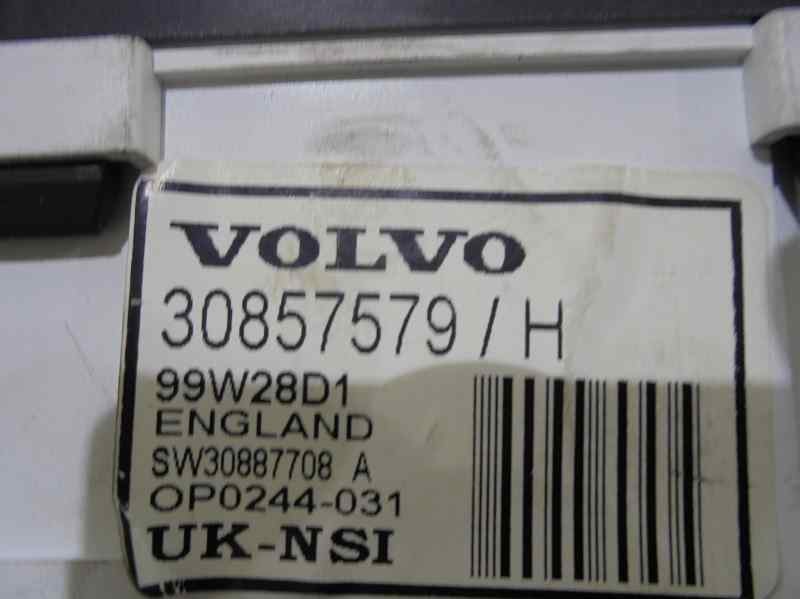 VOLVO
30857579 / H
99W28D1
ENGLAND
SW30887708 A
OP0244-031
UK-NSI